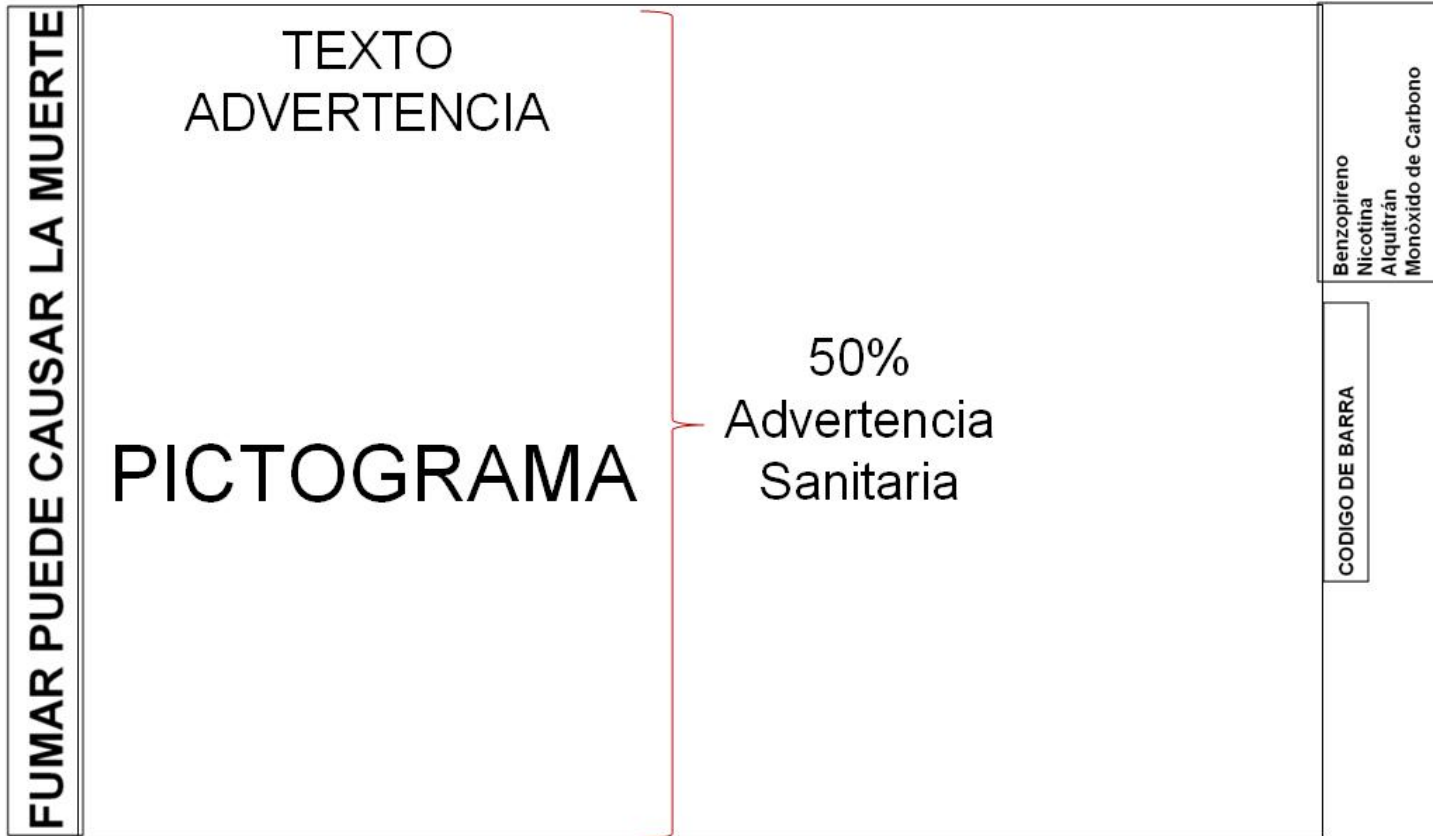 FUMAR PUEDE CAUSAR LA MUERTE
TEXTO
ADVERTENCIA
PICTOGRAMA
50%
Advertencia
Sanitaria
Benzopireno
Nicotina
Alquitrán
Monòxido de Carbono
CODIGO DE BARRA